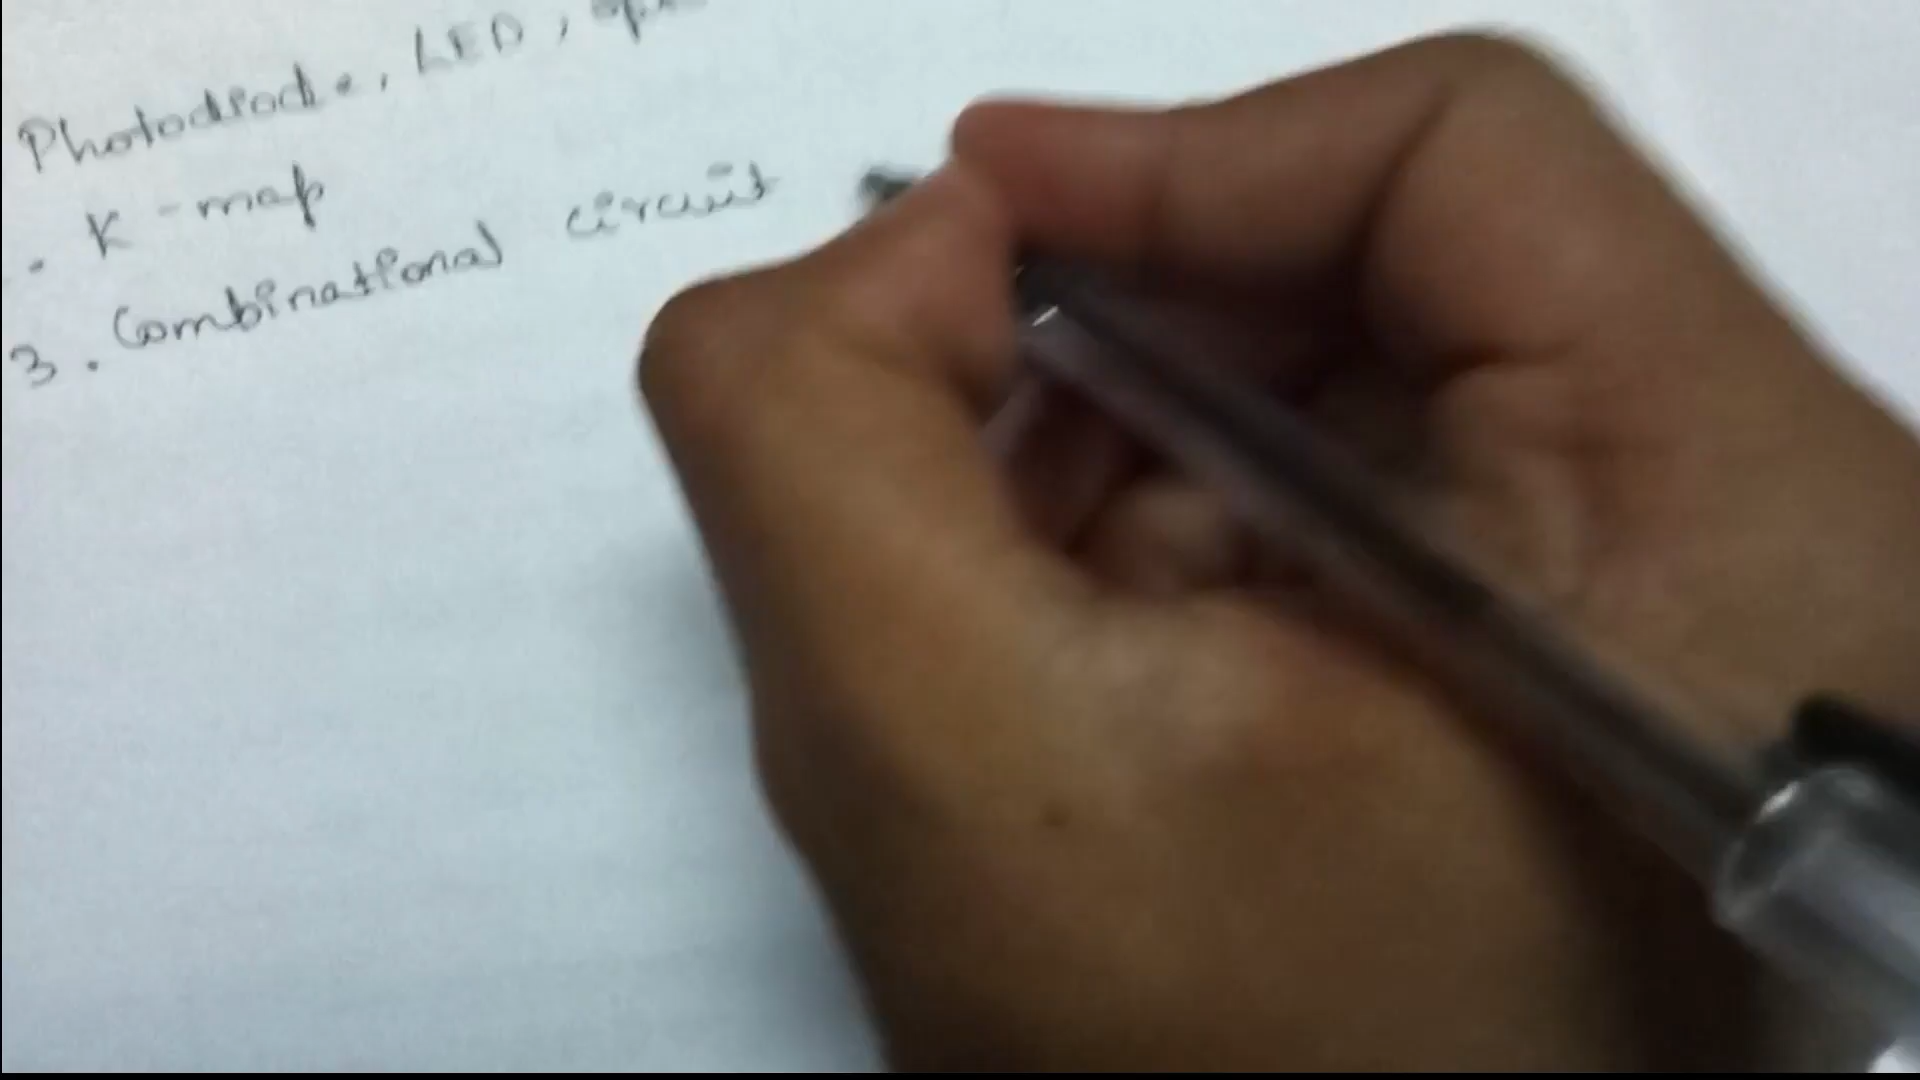 Photodiode, LED,
. K-map
3. Combinational circuit